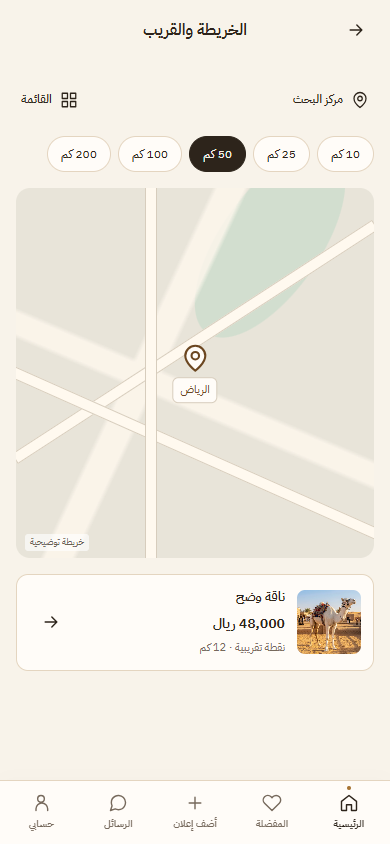 الخريطة والقريب
مركز البحث
القائمة
10 كم
25 كم
50 كم
100 كم
200 كم
الرياض
خريطة توضيحية
ناقة وضح
48,000 ريال
نقطة تقريبية · 12 كم
الرئيسية
المفضلة
أضف إعلان
الرسائل
حسابي